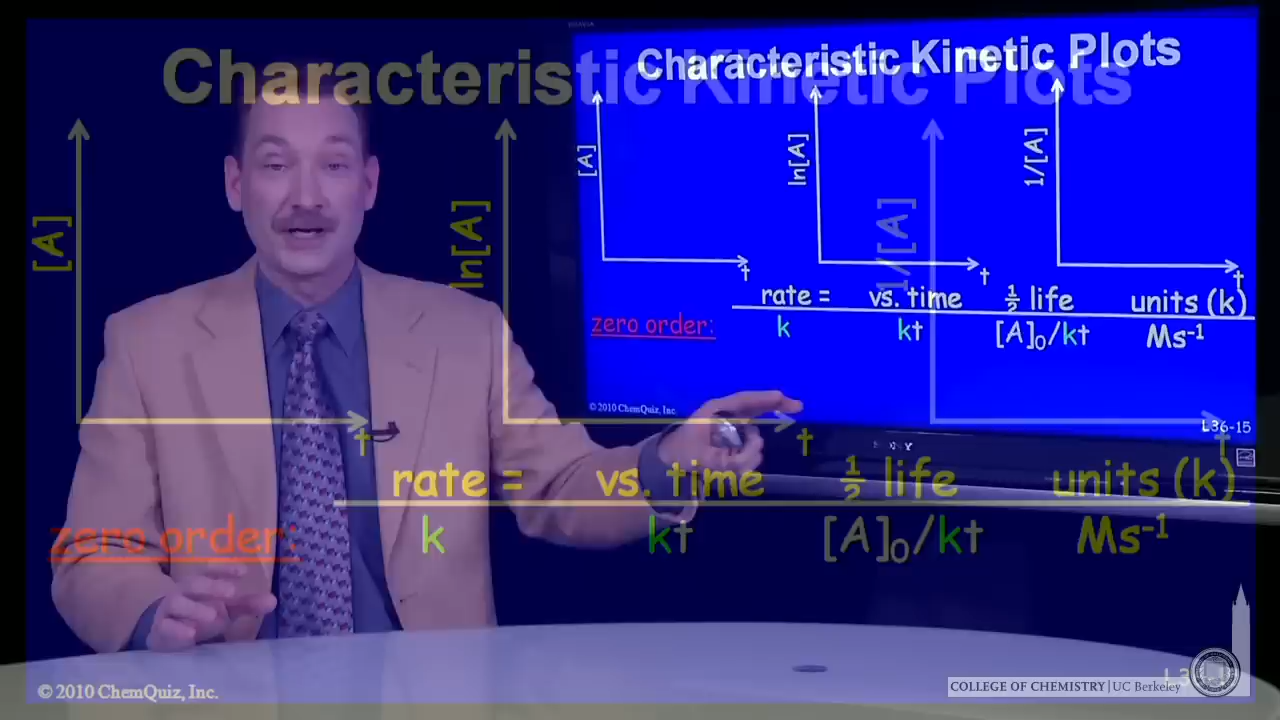 Characteristic Kinetic Plots
[A]
ln[A]
1/[A]
t
t
t
rate = vs. time ½ life units (k)
zero order: k kt [A]₀/kt Ms⁻¹
© 2010 ChemQuiz, Inc.
L36-15
SONY
Characteristic Kinetic Plots
[A]
ln[A]
1/[A]
t
t
t
rate = vs. time ½ life units (k)
zero order: k kt [A]₀/kt Ms⁻¹
© 2010 ChemQuiz, Inc.
COLLEGE OF CHEMISTRY | UC Berkeley